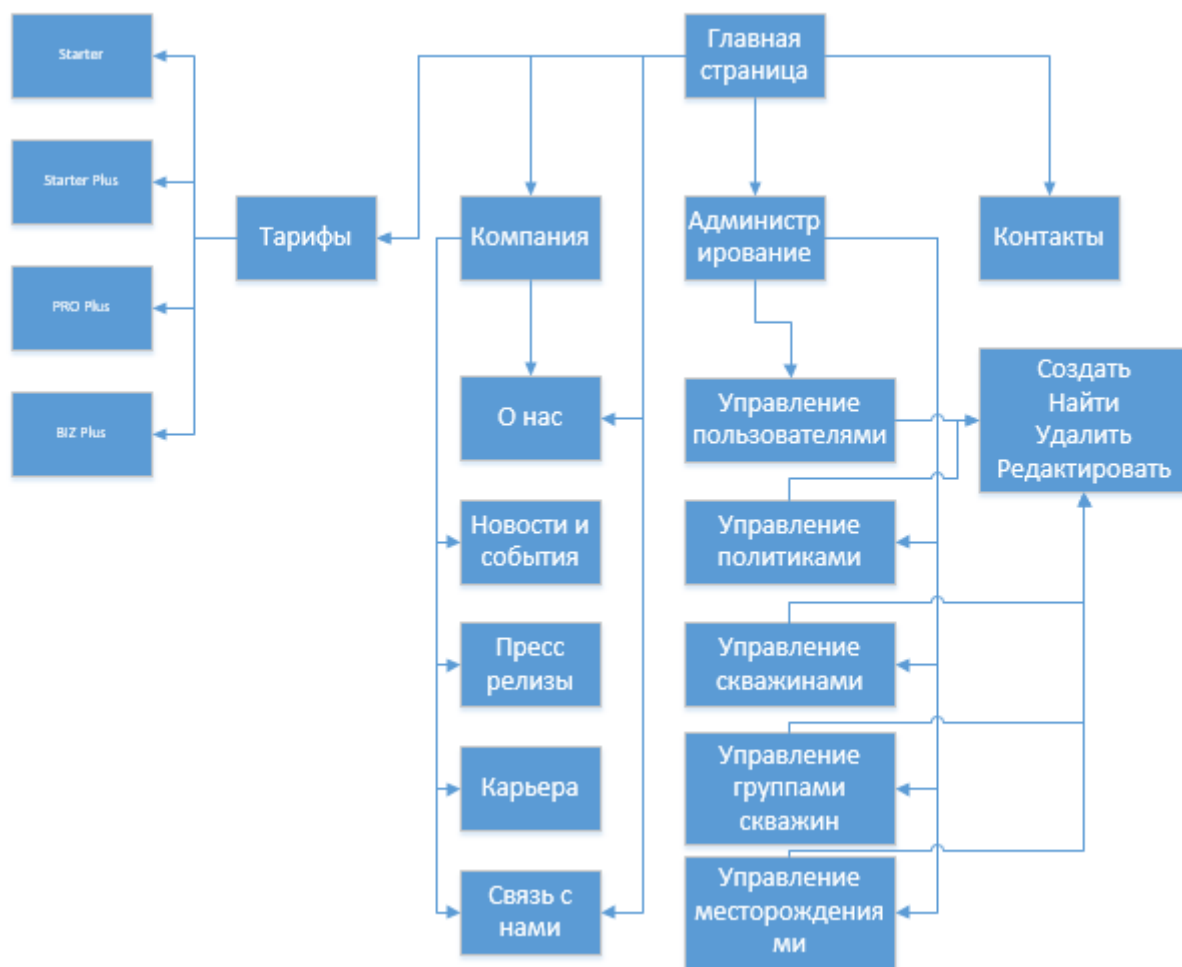 Главная
страница
Starter
Starter Plus
PRO Plus
BIZ Plus
Тарифы
Компания
Администр
ирование
Контакты
О нас
Новости и
события
Пресс
релизы
Карьера
Связь с
нами
Управление
пользователями
Управление
политиками
Управление
скважинами
Управление
группами
скважин
Управление
месторождения
ми
Создать
Найти
Удалить
Редактировать